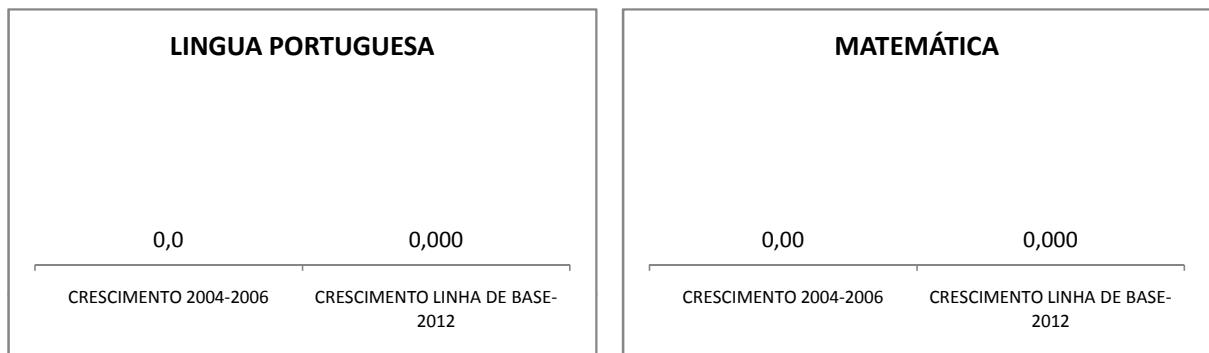 LINGUA PORTUGUESA
0,0
0,000
CRESCIMENTO 2004-2006
CRESCIMENTO LINHA DE BASE-
2012
MATEMÁTICA
0,00
0,000
CRESCIMENTO 2004-2006
CRESCIMENTO LINHA DE BASE-
2012